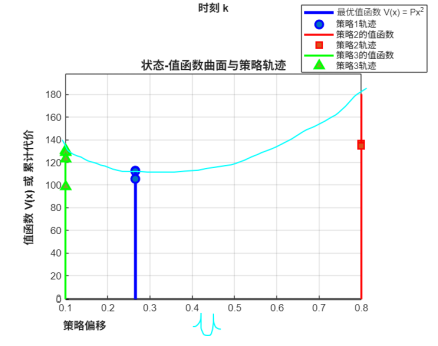 时刻 k
最优值函数 V(x) = Px²
策略1轨迹
策略2的值函数
策略2轨迹
策略3的值函数
策略3轨迹
状态-值函数曲面与策略轨迹
值函数 V(x) 或 累计代价
180
160
140
120
100
80
60
40
20
0
0.1 0.2 0.3 0.4 0.5 0.6 0.7 0.8
策略偏移